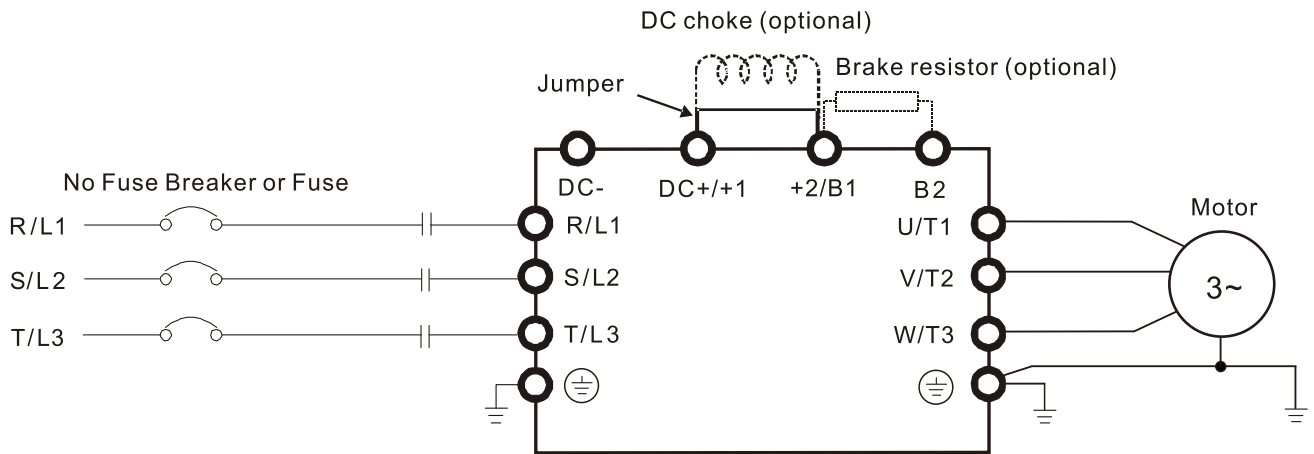 DC choke (optional)
Brake resistor (optional)
Jumper
No Fuse Breaker or Fuse
DC-
DC+/+1
+2/B1
B2
Motor
R/L1
R/L1
U/T1
S/L2
S/L2
V/T2
3~
T/L3
T/L3
W/T3